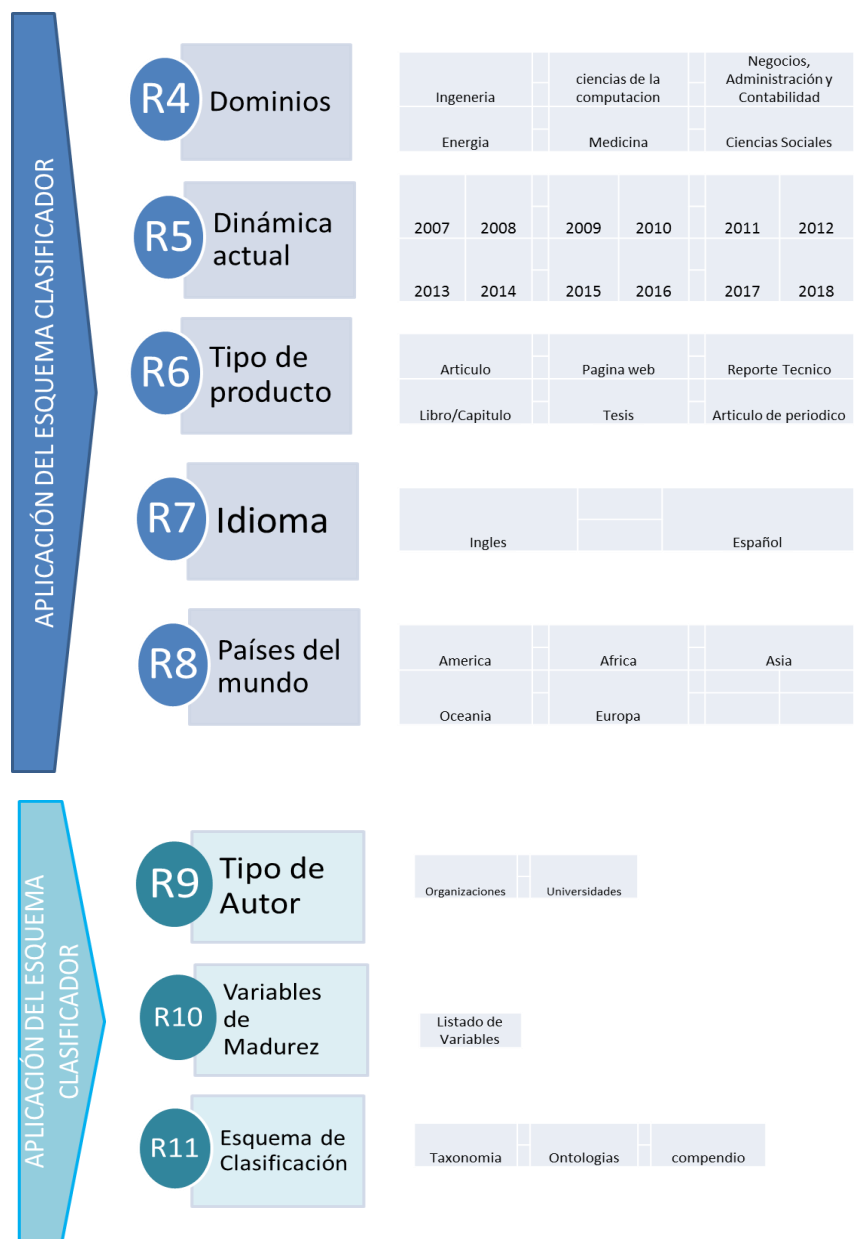 APLICACIÓN DEL ESQUEMA CLASIFICADOR
R4
Dominios
Ingeneria
ciencias de la
computacion
Negocios,
Administración y
Contabilidad
Energia
Medicina
Ciencias Sociales
R5
Dinámica
actual
2007 2008 2009 2010 2011 2012
2013 2014 2015 2016 2017 2018
R6
Tipo de
producto
Articulo
Pagina web
Reporte Tecnico
Libro/Capitulo
Tesis
Articulo de periodico
R7
Idioma
Ingles
Español
R8
Países del
mundo
America
Africa
Asia
Oceania
Europa
APLICACIÓN DEL ESQUEMA
CLASIFICADOR
R9
Tipo de
Autor
Organizaciones
Universidades
R10
Variables
de
Madurez
Listado de
Variables
R11
Esquema de
Clasificación
Taxonomia
Ontologias
compendio